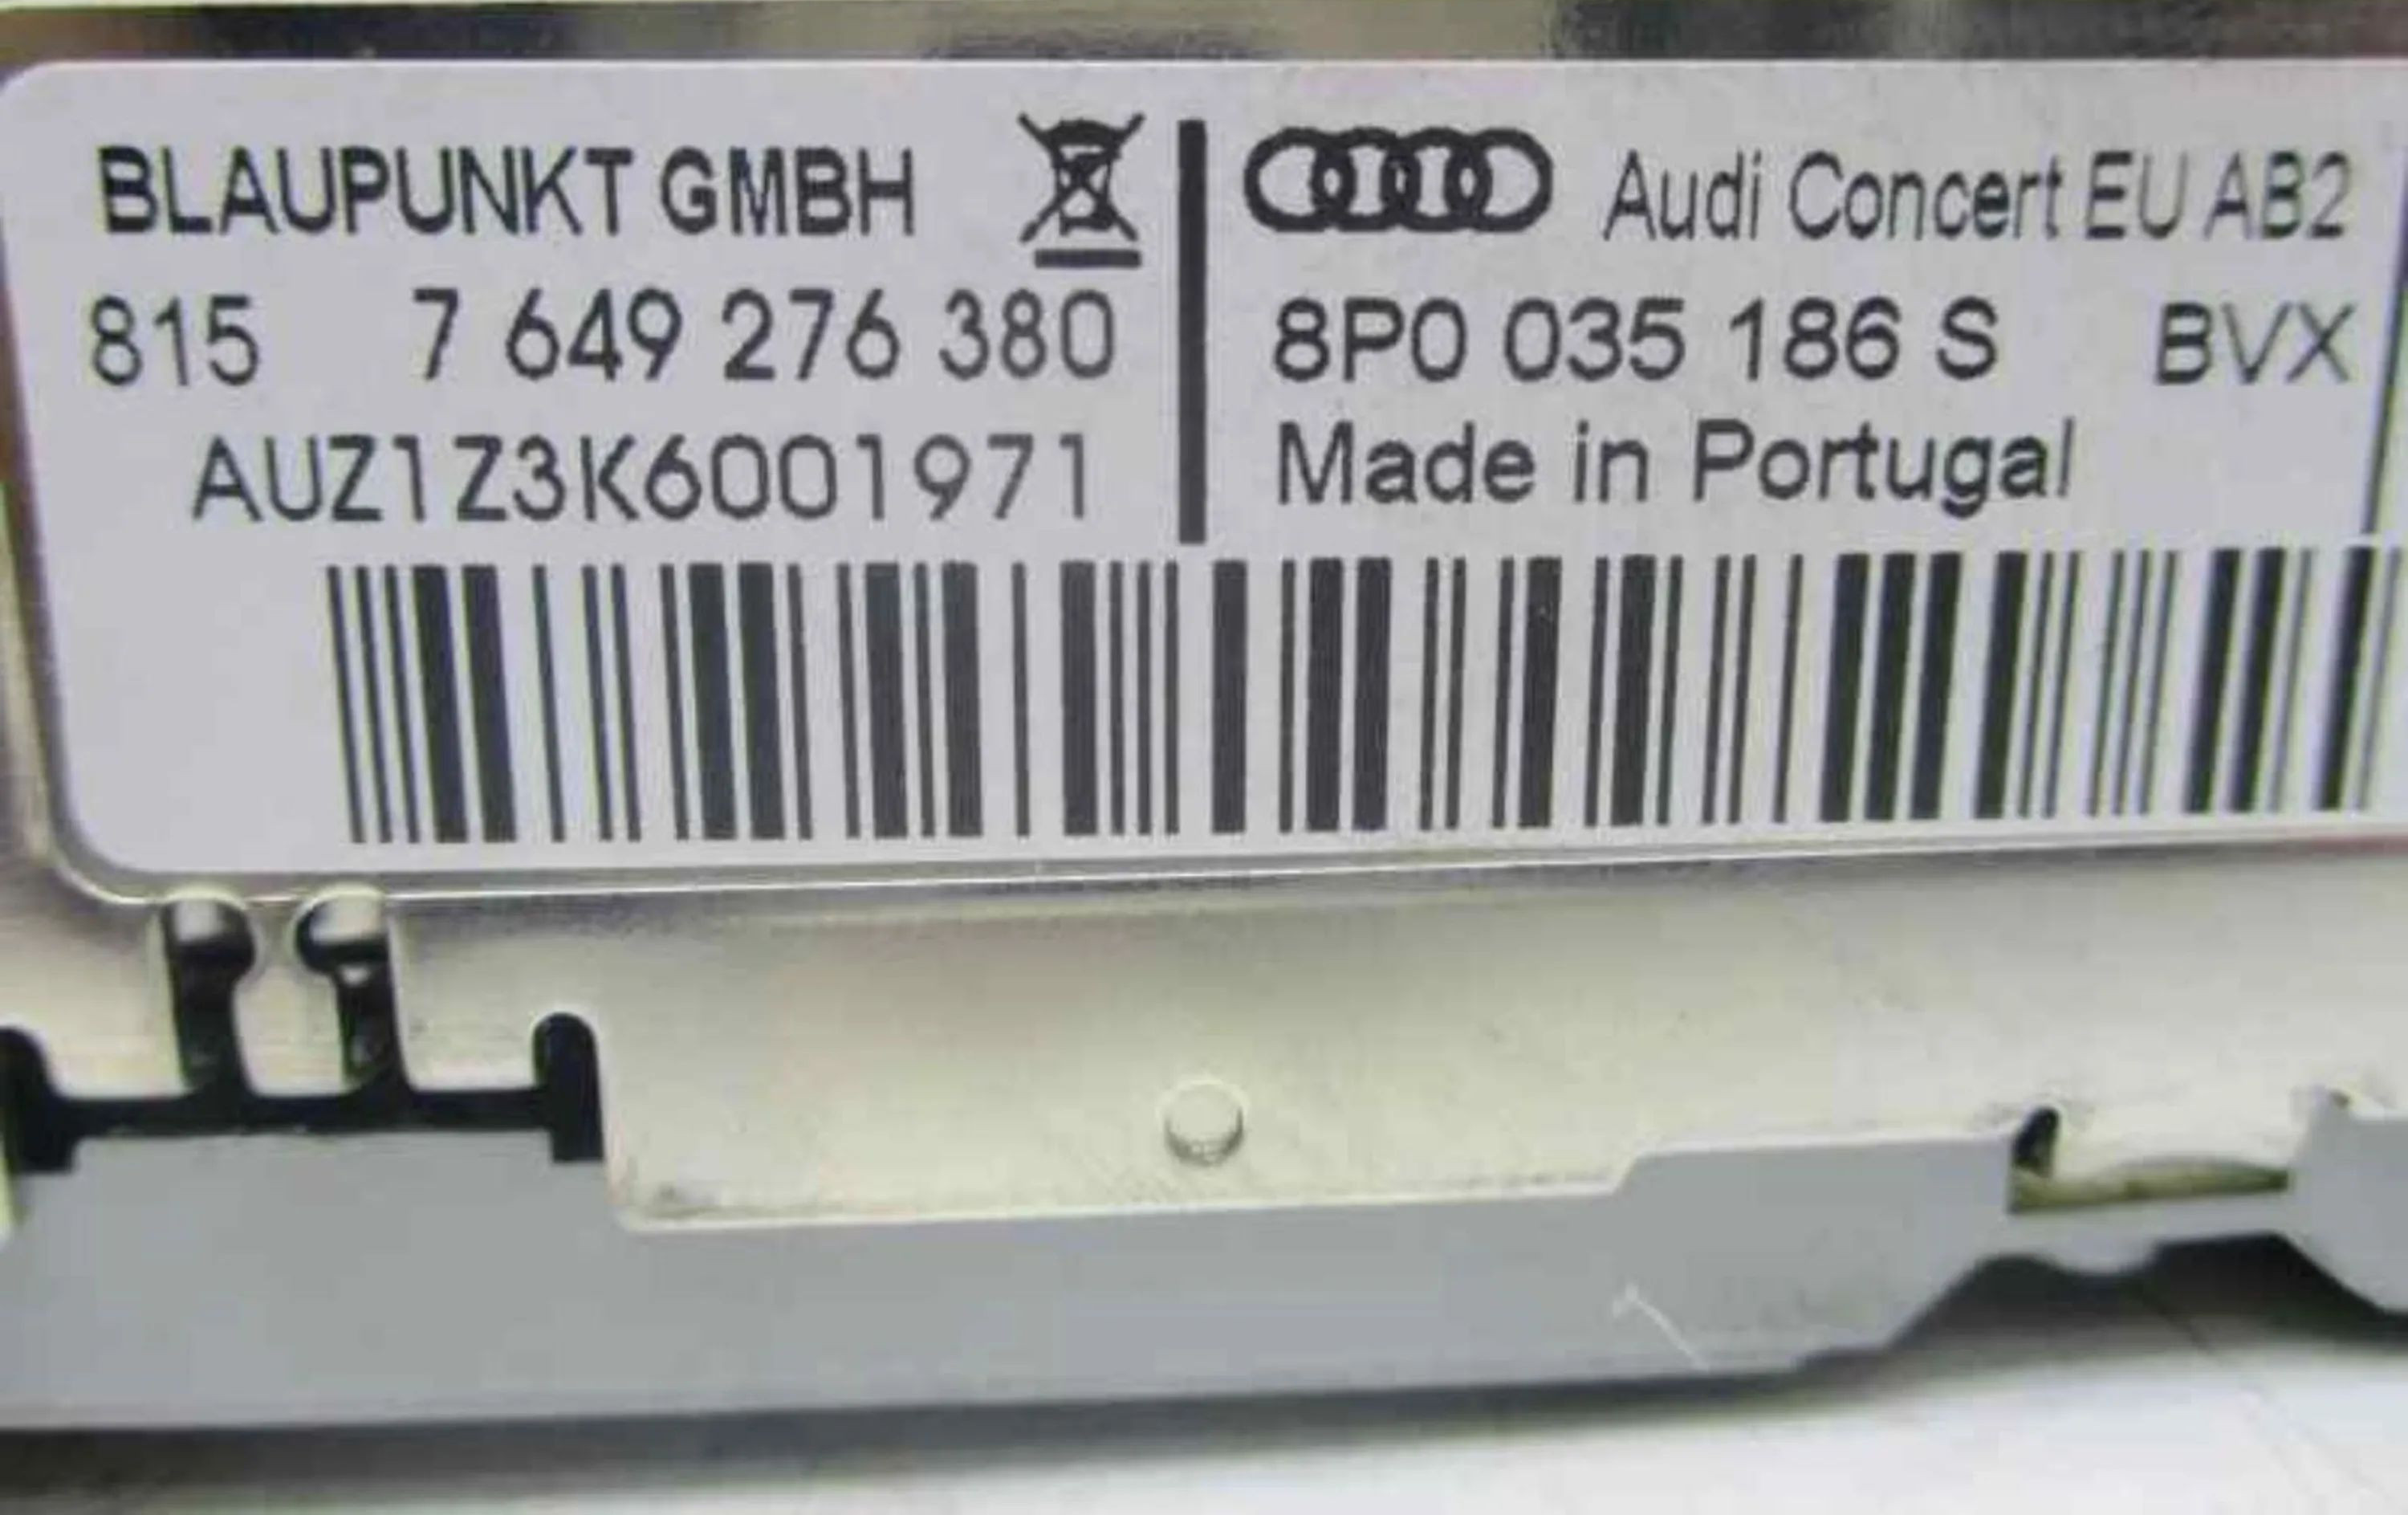 BLAUPUNKT GMBH
815 7 649 276 380
AUZ1Z3K6001971
Audi Concert EU AB2
8P0 035 186 S BVX
Made in Portugal